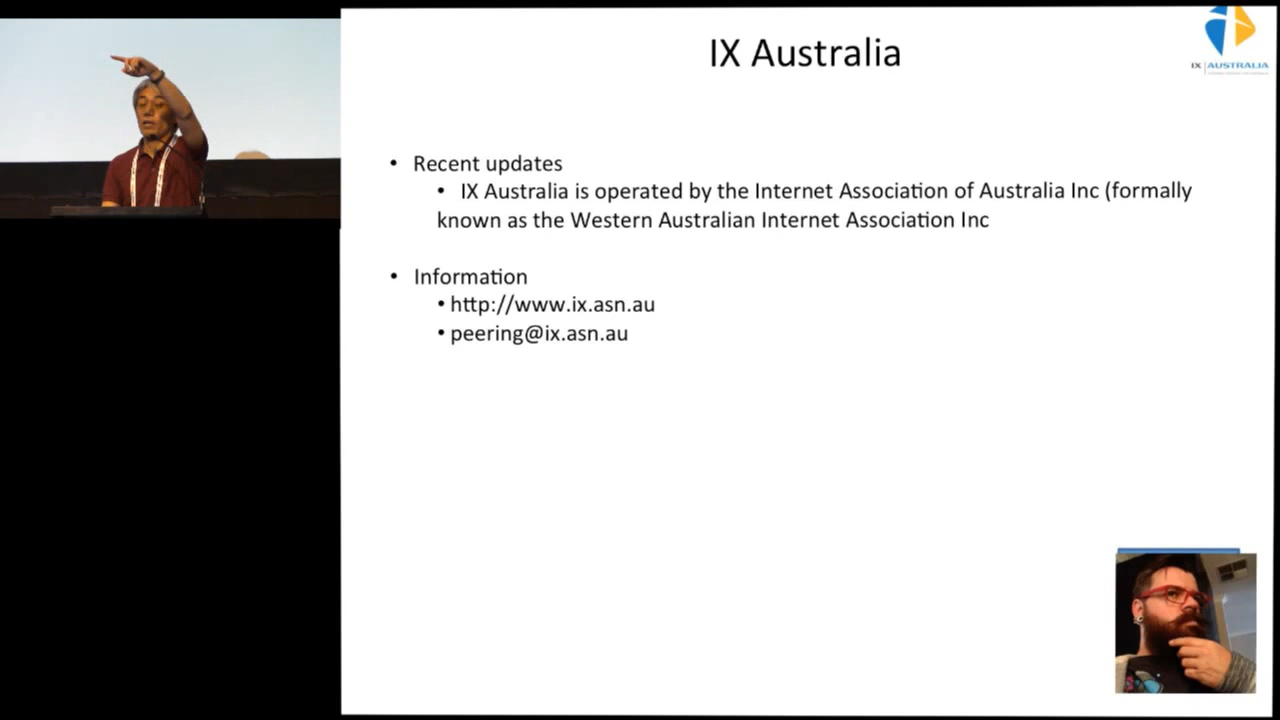 IX Australia
IX AUSTRALIA
• Recent updates
• IX Australia is operated by the Internet Association of Australia Inc (formally
known as the Western Australian Internet Association Inc
• Information
• http://www.ix.asn.au
• peering@ix.asn.au